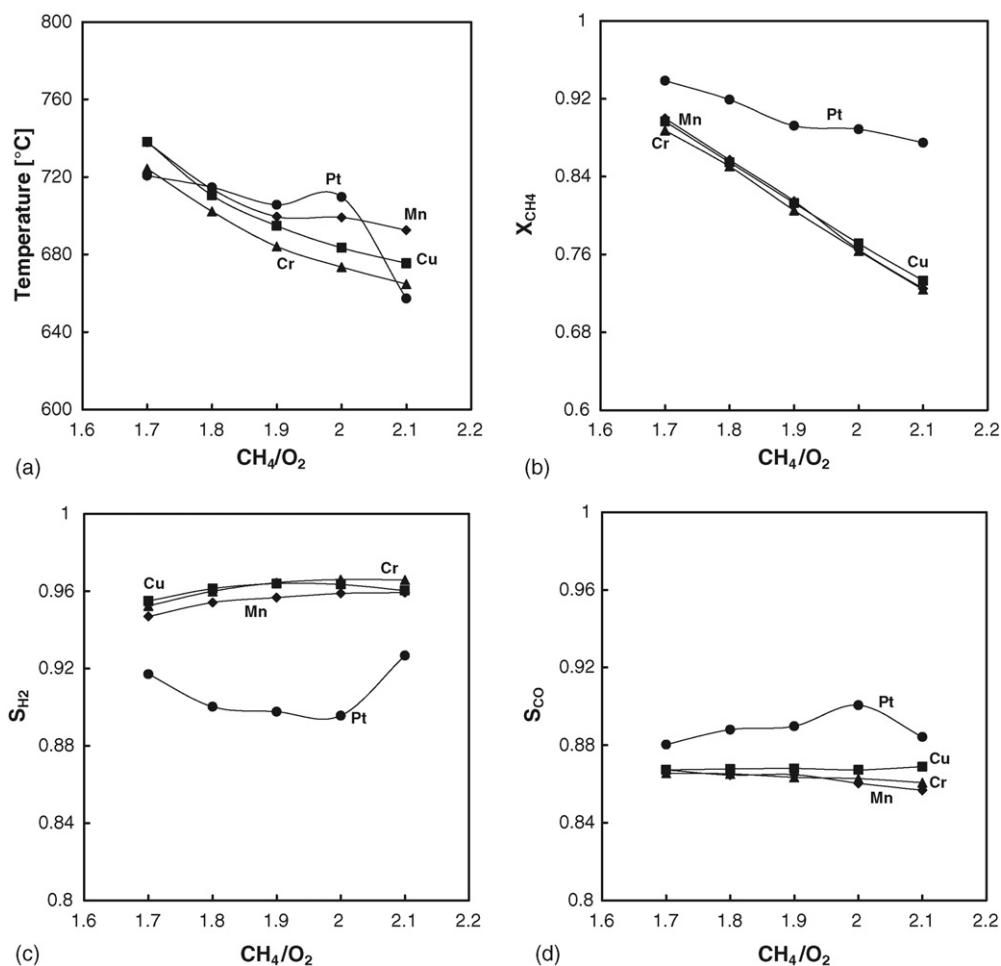 800
760
720
680
640
600
Temperature [°C]
Pt
Mn
Cu
Cr
1.6 1.7 1.8 1.9 2 2.1 2.2
CH₄/O₂
(a)
1
0.92
0.84
0.76
0.68
0.6
X_CH4
Mn
Cr
Pt
Cu
1.6 1.7 1.8 1.9 2 2.1 2.2
CH₄/O₂
(b)
1
0.96
0.92
0.88
0.84
0.8
S_H2
Cu
Cr
Mn
Pt
1.6 1.7 1.8 1.9 2 2.1 2.2
CH₄/O₂
(c)
1
0.96
0.92
0.88
0.84
0.8
S_CO
Pt
Cu
Cr
Mn
1.6 1.7 1.8 1.9 2 2.1 2.2
CH₄/O₂
(d)